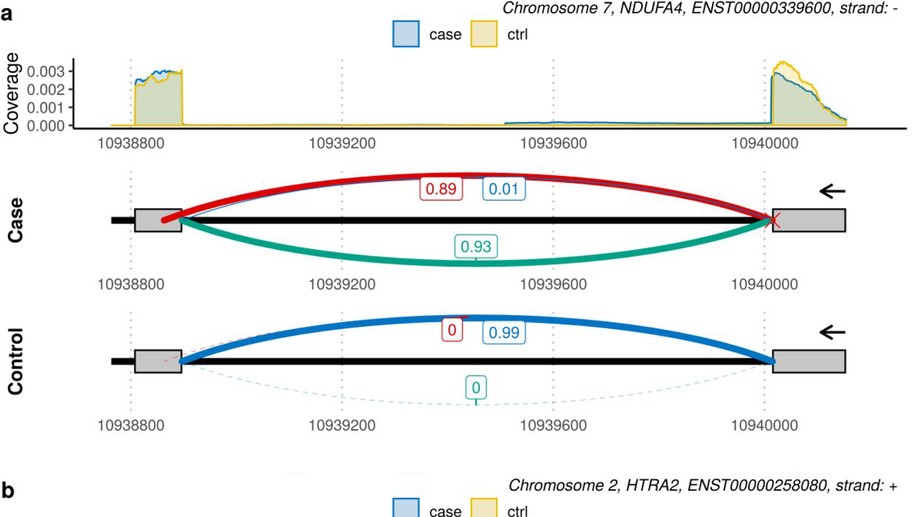 a
Chromosome 7, NDUFA4, ENST00000339600, strand: -
case ctrl
Coverage
0.003
0.002
0.001
0.000
10938800 10939200 10939600 10940000
Case
0.89 0.01
0.93
10938800 10939200 10939600 10940000
Control
0 0.99
0
10938800 10939200 10939600 10940000
b
Chromosome 2, HTRA2, ENST00000258080, strand: +
case ctrl